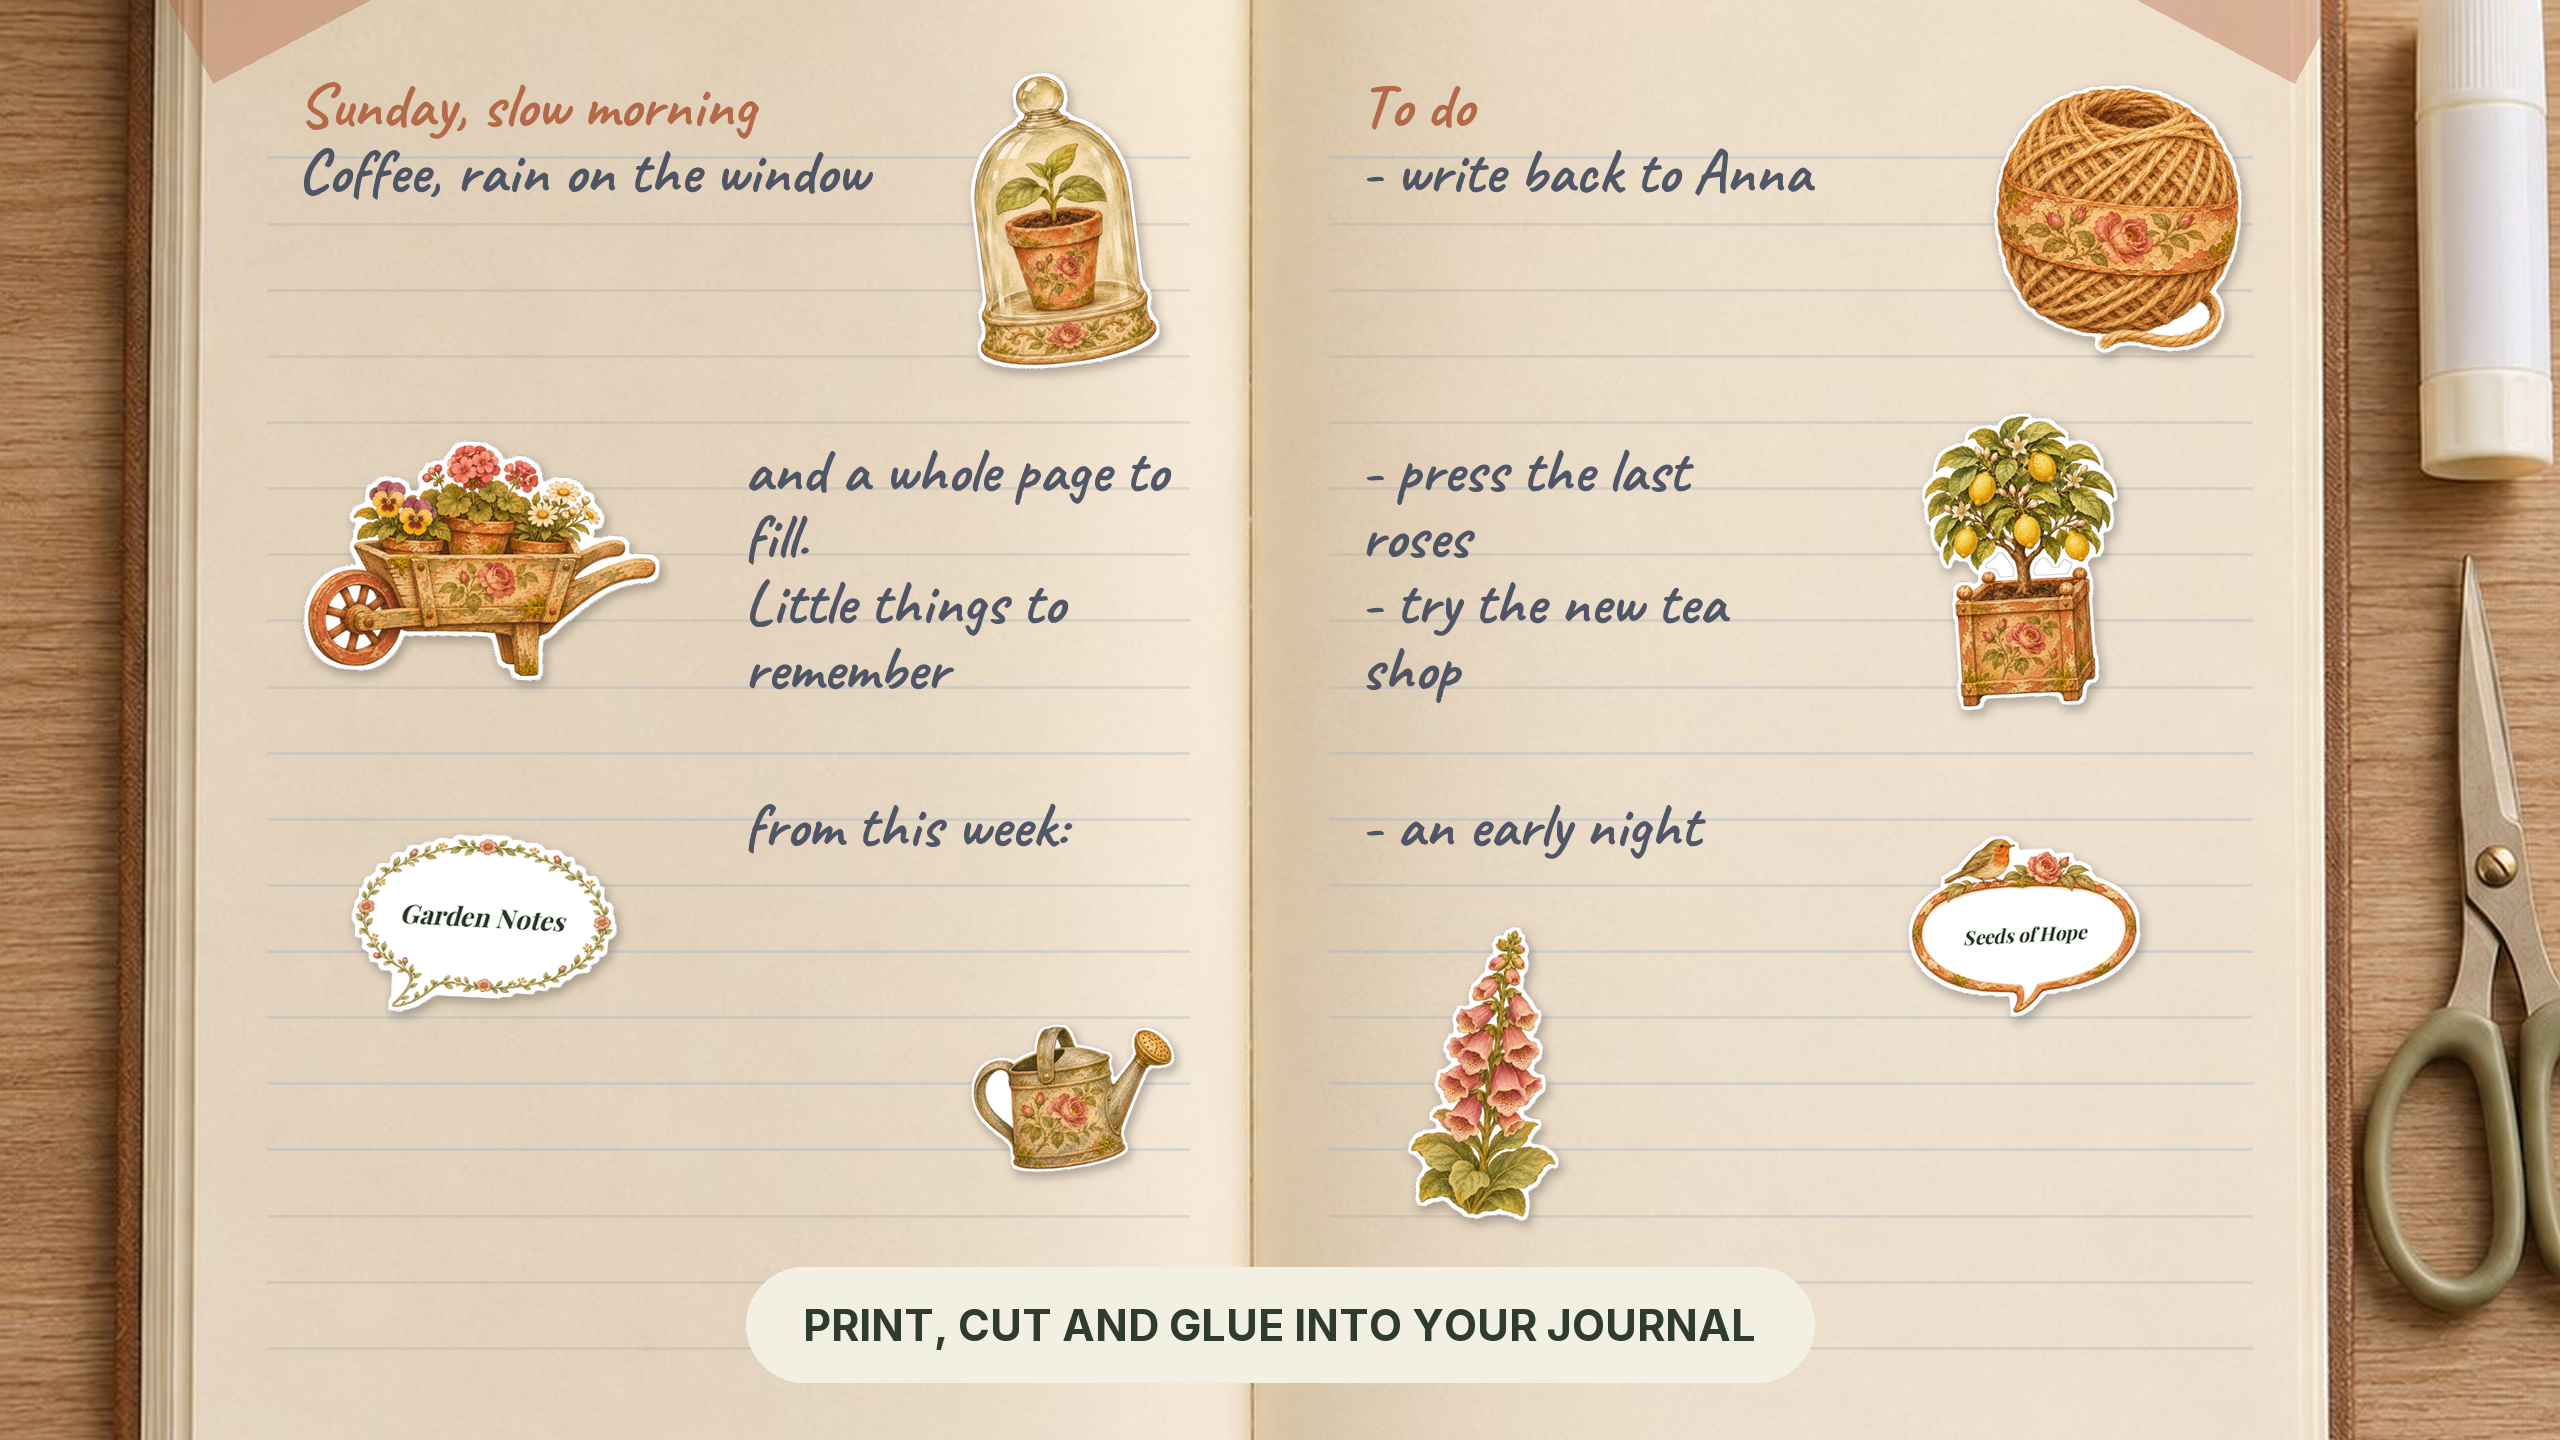 Sunday, slow morning
Coffee, rain on the window
and a whole page to
fill.
Little things to
remember
from this week:
Garden Notes
To do
- write back to Anna
- press the last
roses
- try the new tea
shop
- an early night
Seeds of Hope
PRINT, CUT AND GLUE INTO YOUR JOURNAL